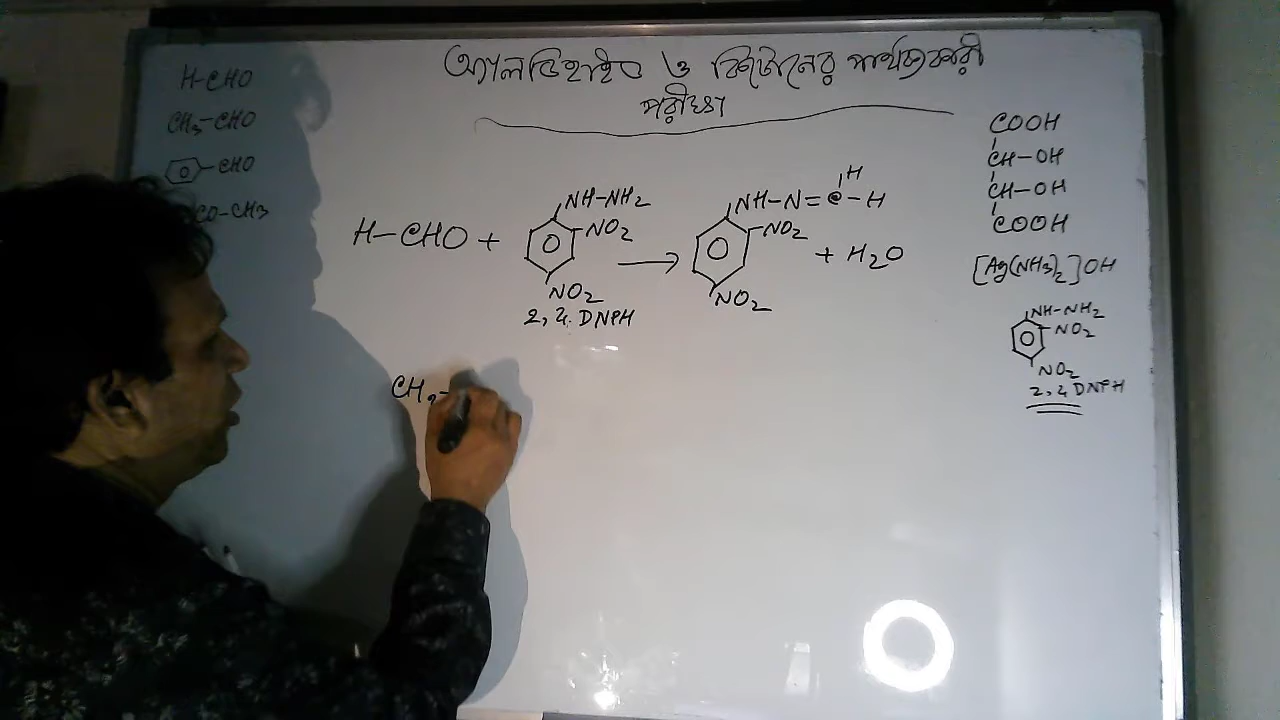 অ্যালডিহাইড ও কিটোনের পার্থক্যকারী
পরীক্ষা
H-CHO
CH3-CHO
-CHO
CO-CH3
H-CHO +
NH-NH2
NO2
NO2
2,4. DNPH
NH-N=C-H
H
NO2
NO2
+ H2O
CH3-
COOH
CH-OH
CH-OH
COOH
[Ag(NH3)2]OH
NH-NH2
NO2
NO2
2,4 DNPH